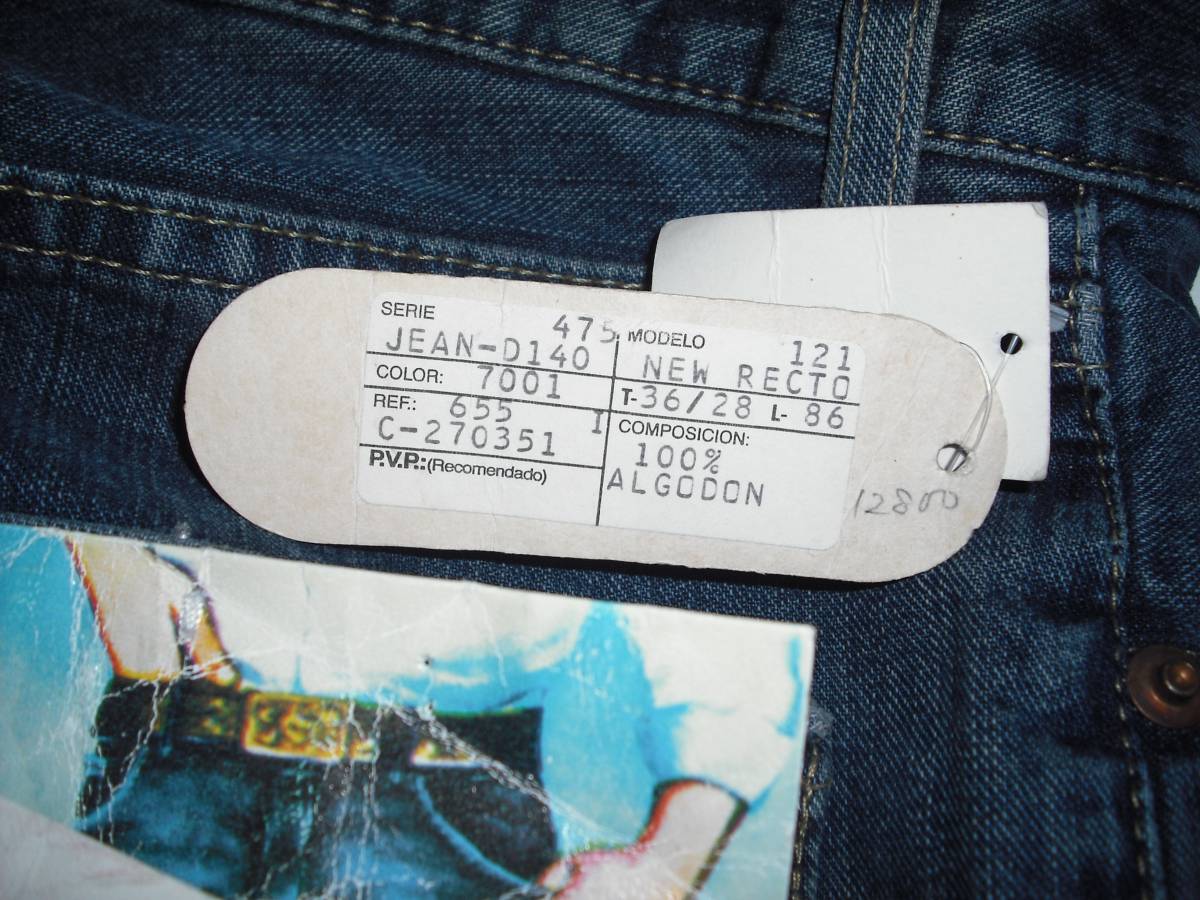 SERIE 475
JEAN-D140
COLOR: 7001
REF.: 655 I
C-270351
P.V.P.:(Recomendado)
MODELO 121
NEW RECTO
T-36/28 L- 86
COMPOSICION:
100%
ALGODON
12800